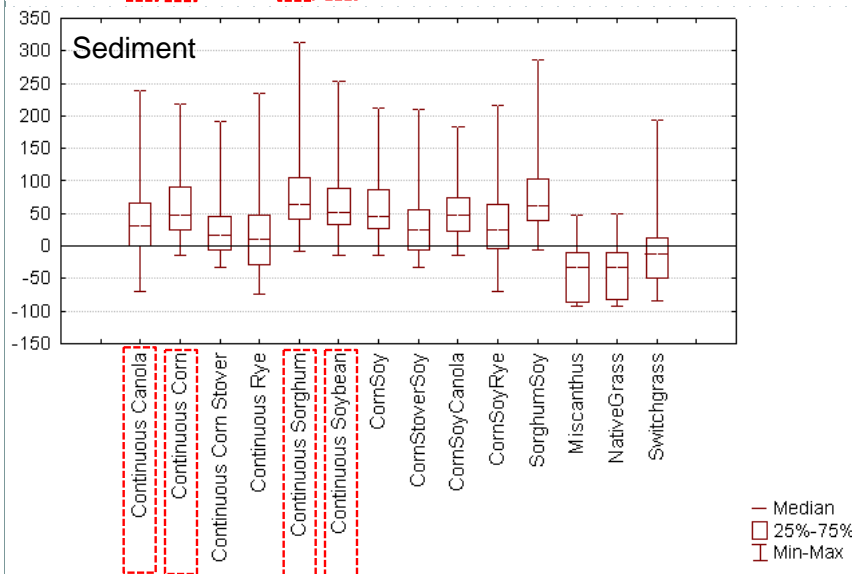 Sediment
350
300
250
200
150
100
50
0
-50
-100
-150
Continuous Canola
Continuous Corn
Continuous Corn Stover
Continuous Rye
Continuous Sorghum
Continuous Soybean
CornSoy
CornStoverSoy
CornSoyCanola
CornSoyRye
SorghumSoy
Miscanthus
NativeGrass
Switchgrass
Median
25%-75%
Min-Max